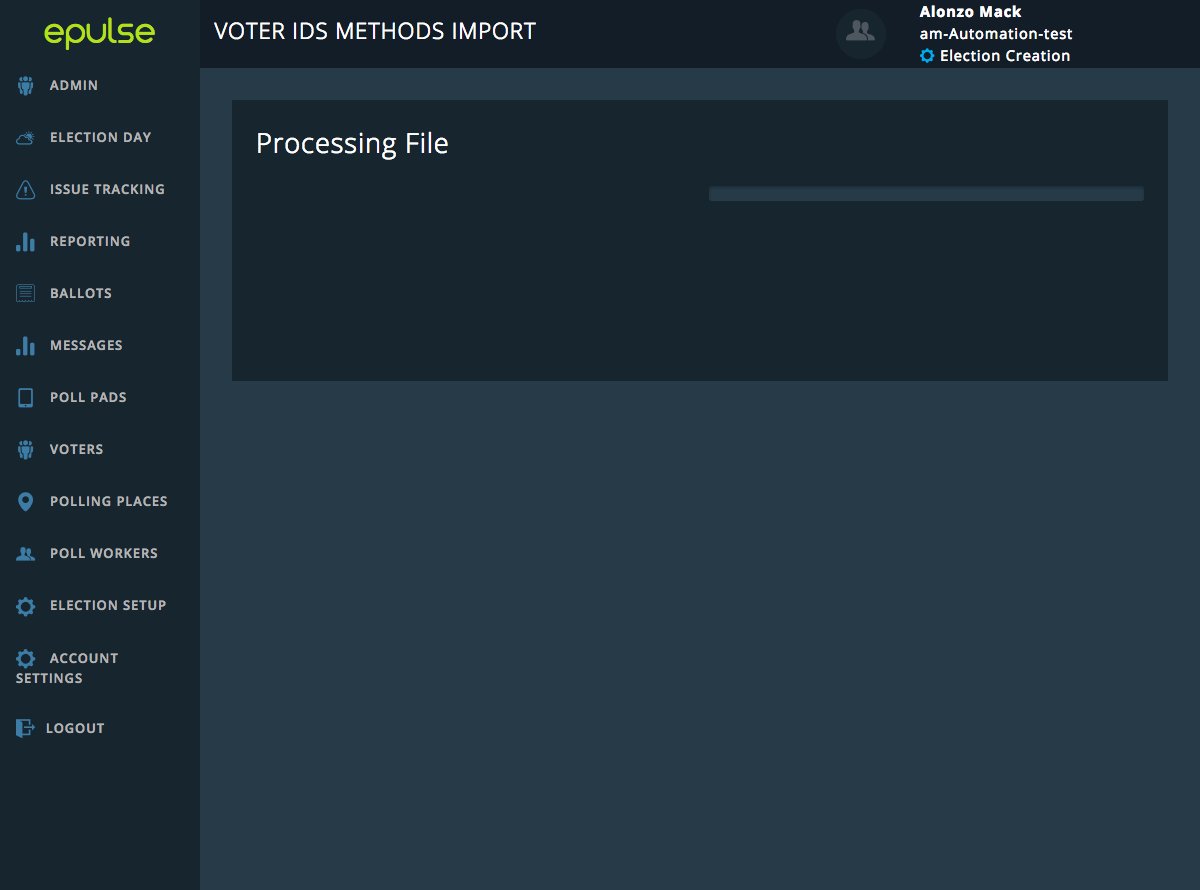 epulse
VOTER IDS METHODS IMPORT
Alonzo Mack
am-Automation-test
Election Creation
ADMIN
ELECTION DAY
ISSUE TRACKING
REPORTING
BALLOTS
MESSAGES
POLL PADS
VOTERS
POLLING PLACES
POLL WORKERS
ELECTION SETUP
ACCOUNT
SETTINGS
LOGOUT
Processing File